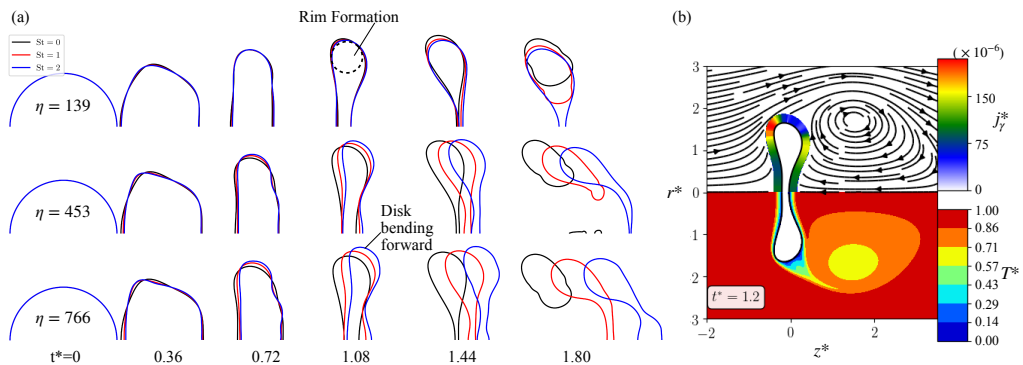 (a)
Rim Formation
St = 0
St = 1
St = 2
η = 139
η = 453
Disk
bending
forward
η = 766
t*=0
0.36
0.72
1.08
1.44
1.80
(b)
(× 10⁻⁶)
3
2
1
0
1
2
3
r*
150
75
0
j*γ
1.00
0.86
0.71
0.57
0.43
0.29
0.14
0.00
T*
t* = 1.2
−2
0
2
z*